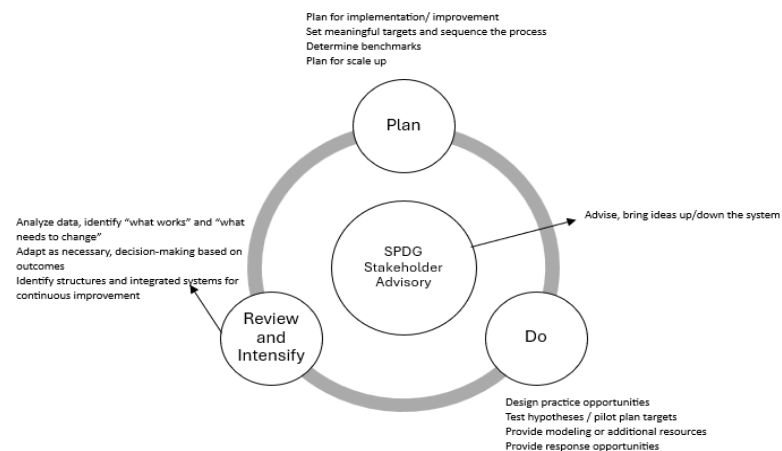 Plan for implementation/ improvement
Set meaningful targets and sequence the process
Determine benchmarks
Plan for scale up
Plan
Advise, bring ideas up/down the system
SPDG
Stakeholder
Advisory
Analyze data, identify “what works” and “what
needs to change”
Adapt as necessary, decision-making based on
outcomes
Identify structures and integrated systems for
continuous improvement
Review
and
Intensify
Do
Design practice opportunities
Test hypotheses / pilot plan targets
Provide modeling or additional resources
Provide response opportunities